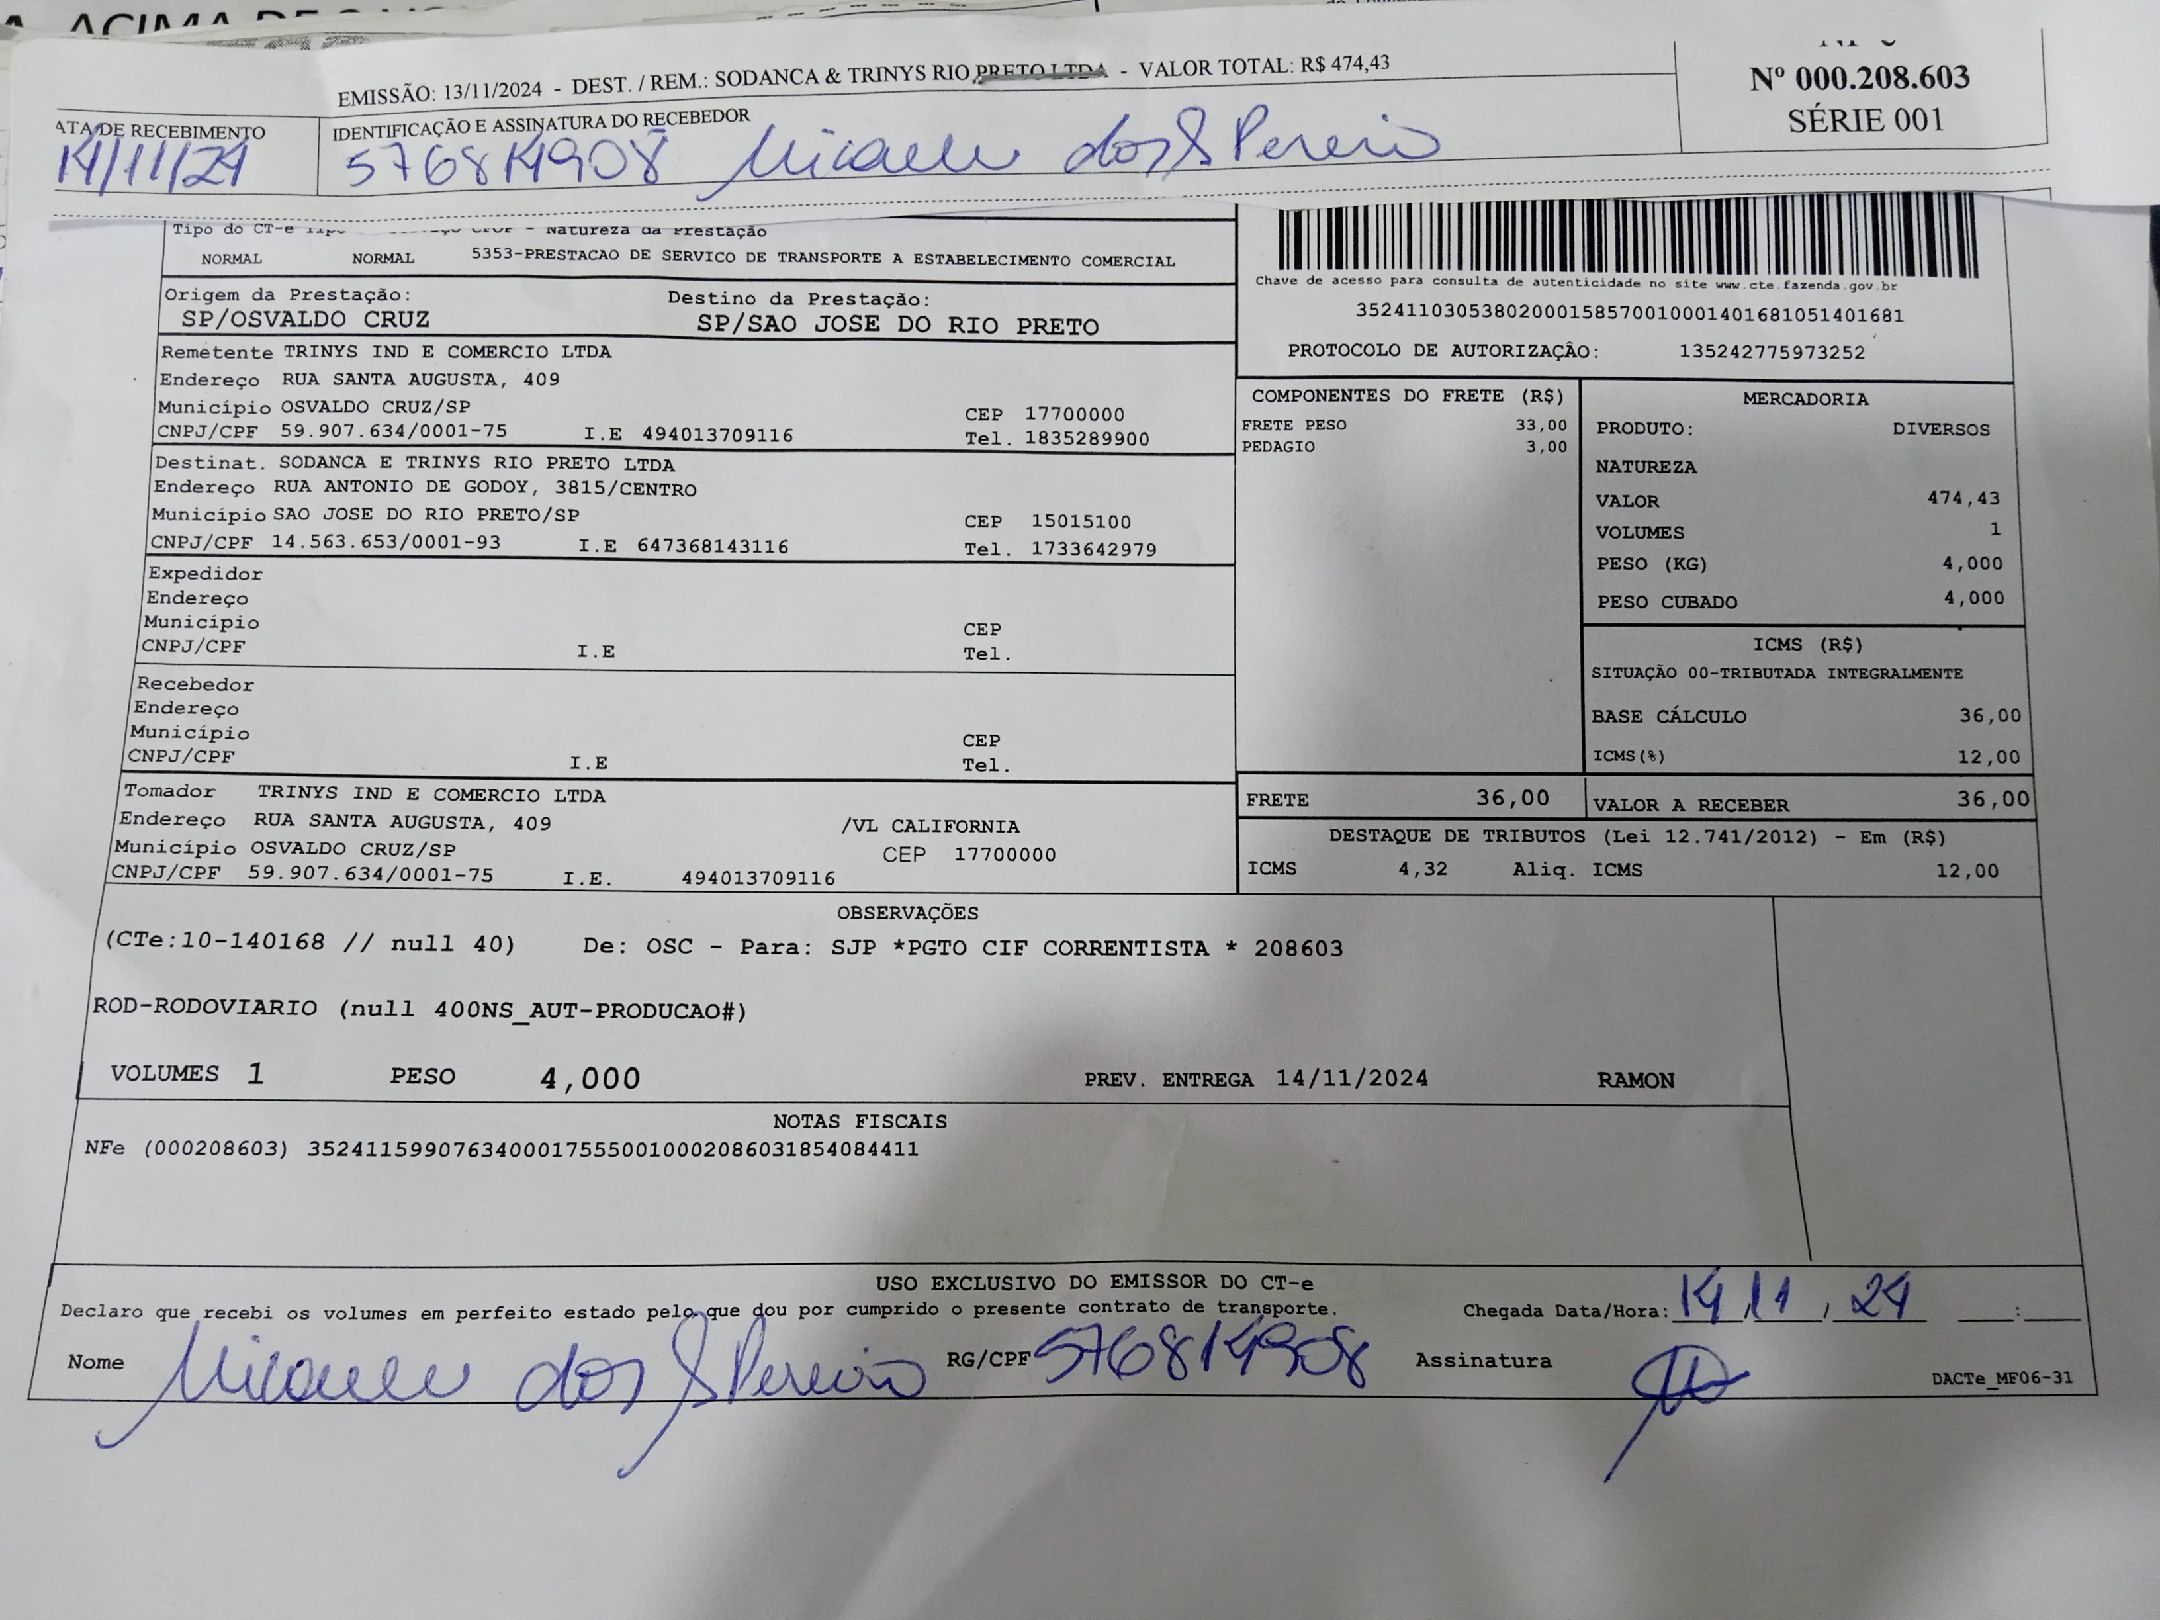 ACIMA DE
EMISSÃO: 13/11/2024 - DEST. / REM.: SODANCA & TRINYS RIO PRETO LTDA - VALOR TOTAL: R$ 474,43
Nº 000.208.603
SÉRIE 001
ATA DE RECEBIMENTO
IDENTIFICAÇÃO E ASSINATURA DO RECEBEDOR
14/11/24
576814908 Micaele dos S Pereira
Tipo do CT-e
Natureza da Prestação
NORMAL NORMAL 5353-PRESTACAO DE SERVICO DE TRANSPORTE A ESTABELECIMENTO COMERCIAL
Chave de acesso para consulta de autenticidade no site www.cte.fazenda.gov.br
35241103053802000158570010001401681051401681
PROTOCOLO DE AUTORIZAÇÃO: 135242775973252
Origem da Prestação: Destino da Prestação:
SP/OSVALDO CRUZ SP/SAO JOSE DO RIO PRETO
Remetente TRINYS IND E COMERCIO LTDA
Endereço RUA SANTA AUGUSTA, 409
Município OSVALDO CRUZ/SP CEP 17700000
CNPJ/CPF 59.907.634/0001-75 I.E 494013709116 Tel. 1835289900
Destinat. SODANCA E TRINYS RIO PRETO LTDA
Endereço RUA ANTONIO DE GODOY, 3815/CENTRO
Município SAO JOSE DO RIO PRETO/SP CEP 15015100
CNPJ/CPF 14.563.653/0001-93 I.E 647368143116 Tel. 1733642979
Expedidor
Endereço
Município CEP
CNPJ/CPF I.E Tel.
Recebedor
Endereço
Município CEP
CNPJ/CPF I.E Tel.
Tomador TRINYS IND E COMERCIO LTDA
Endereço RUA SANTA AUGUSTA, 409 /VL CALIFORNIA
Município OSVALDO CRUZ/SP CEP 17700000
CNPJ/CPF 59.907.634/0001-75 I.E. 494013709116
COMPONENTES DO FRETE (R$)
FRETE PESO 33,00
PEDAGIO 3,00
MERCADORIA
PRODUTO: DIVERSOS
NATUREZA
VALOR 474,43
VOLUMES 1
PESO (KG) 4,000
PESO CUBADO 4,000
ICMS (R$)
SITUAÇÃO 00-TRIBUTADA INTEGRALMENTE
BASE CÁLCULO 36,00
ICMS(%) 12,00
FRETE 36,00 VALOR A RECEBER 36,00
DESTAQUE DE TRIBUTOS (Lei 12.741/2012) - Em (R$)
ICMS 4,32 Aliq. ICMS 12,00
OBSERVAÇÕES
(CTe:10-140168 // null 40) De: OSC - Para: SJP *PGTO CIF CORRENTISTA * 208603
ROD-RODOVIARIO (null 400NS_AUT-PRODUCAO#)
VOLUMES 1 PESO 4,000 PREV. ENTREGA 14/11/2024 RAMON
NOTAS FISCAIS
NFe (000208603) 35241159907634000175550010002086031854084411
USO EXCLUSIVO DO EMISSOR DO CT-e
Declaro que recebi os volumes em perfeito estado pelo que dou por cumprido o presente contrato de transporte. Chegada Data/Hora: 14/11/24 :
Nome Micaele dos S Pereira RG/CPF 576814908 Assinatura
DACTe_MF06-31